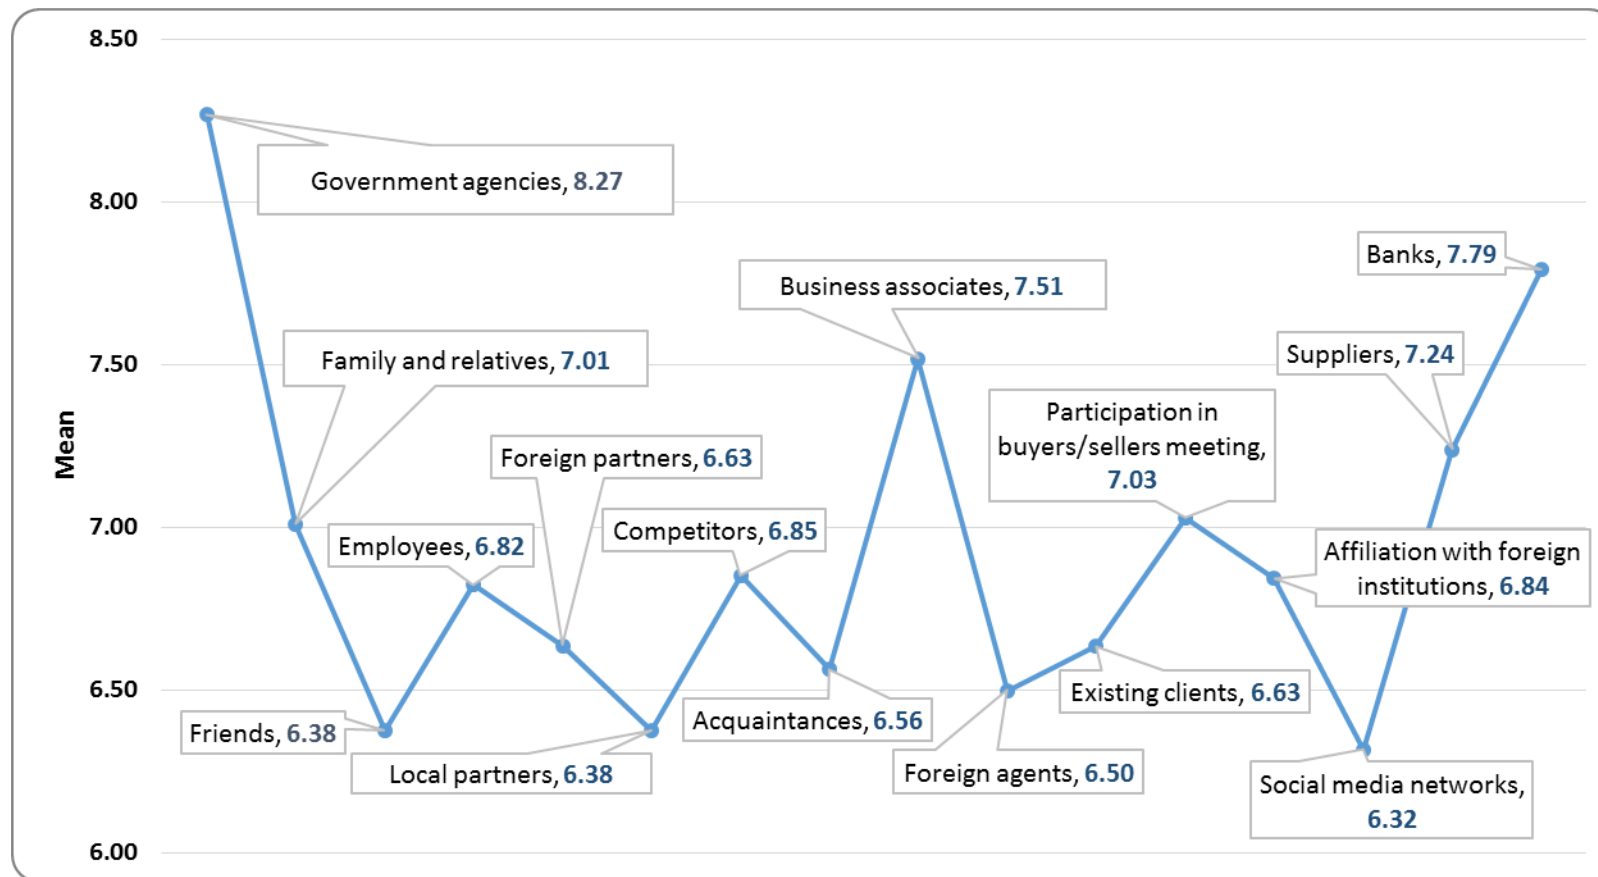 8.50
8.00
7.50
7.00
6.50
6.00
Mean
Government agencies, 8.27
Family and relatives, 7.01
Friends, 6.38
Employees, 6.82
Foreign partners, 6.63
Local partners, 6.38
Competitors, 6.85
Acquaintances, 6.56
Business associates, 7.51
Foreign agents, 6.50
Existing clients, 6.63
Participation in
buyers/sellers meeting,
7.03
Affiliation with foreign
institutions, 6.84
Social media networks,
6.32
Suppliers, 7.24
Banks, 7.79